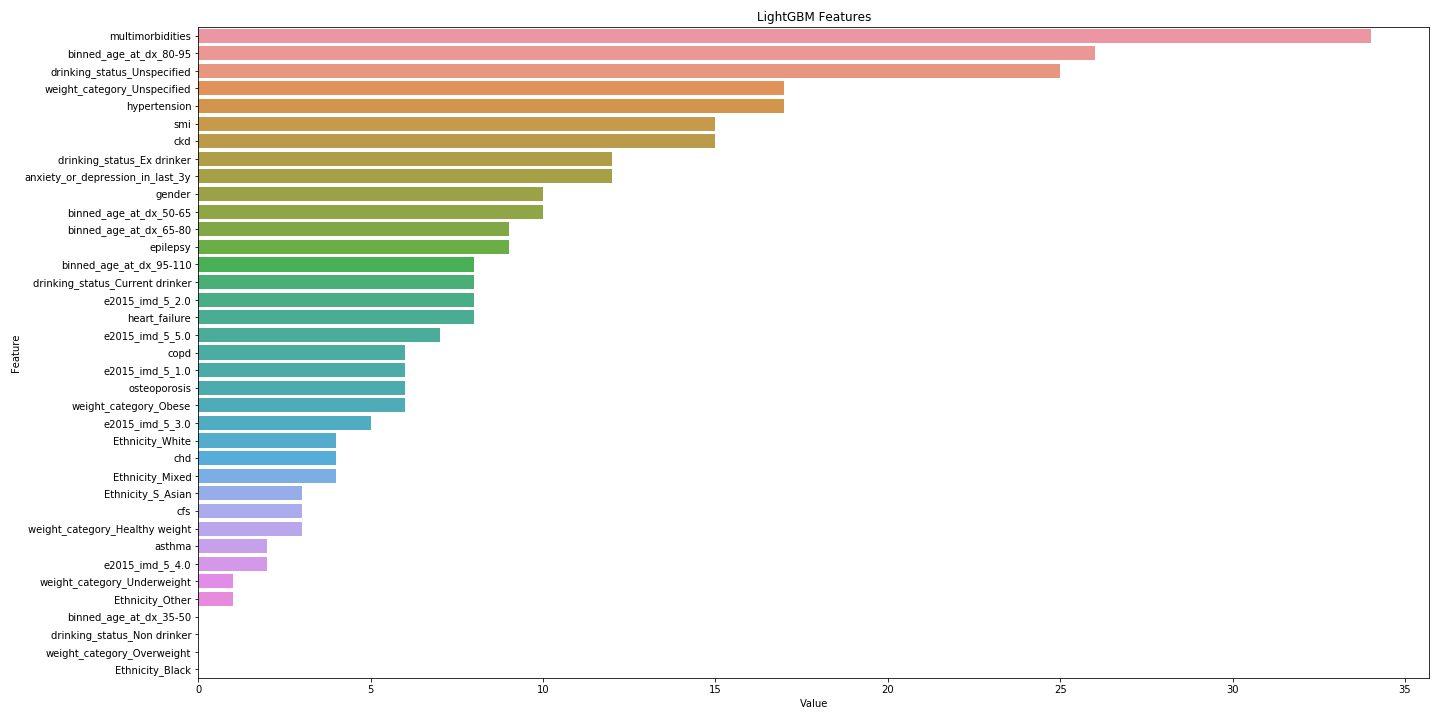 LightGBM Features
multimorbidities
binned_age_at_dx_80-95
drinking_status_Unspecified
weight_category_Unspecified
hypertension
smi
ckd
drinking_status_Ex drinker
anxiety_or_depression_in_last_3y
gender
binned_age_at_dx_50-65
binned_age_at_dx_65-80
epilepsy
binned_age_at_dx_95-110
drinking_status_Current drinker
e2015_imd_5_2.0
heart_failure
e2015_imd_5_5.0
copd
e2015_imd_5_1.0
osteoporosis
weight_category_Obese
e2015_imd_5_3.0
Ethnicity_White
chd
Ethnicity_Mixed
Ethnicity_S_Asian
cfs
weight_category_Healthy weight
asthma
e2015_imd_5_4.0
weight_category_Underweight
Ethnicity_Other
binned_age_at_dx_35-50
drinking_status_Non drinker
weight_category_Overweight
Ethnicity_Black
Feature
0 5 10 15 20 25 30 35
Value